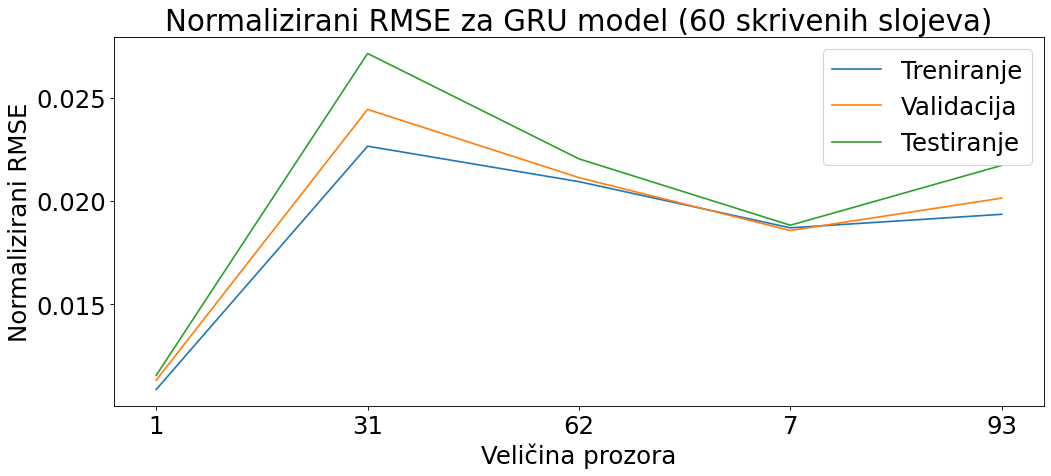 Normalizirani RMSE za GRU model (60 skrivenih slojeva)
Treniranje
Validacija
Testiranje
Normalizirani RMSE
0.025
0.020
0.015
1 31 62 7 93
Veličina prozora